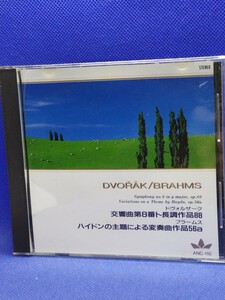 STEREO
DVOŘÁK/BRAHMS
Symphony no.8 in g major, op.88
Variations on a Theme by Haydn, op.56a
ドヴォルザーク
交響曲第8番ト長調作品88
ブラームス
ハイドンの主題による変奏曲作品56a
ANC-110